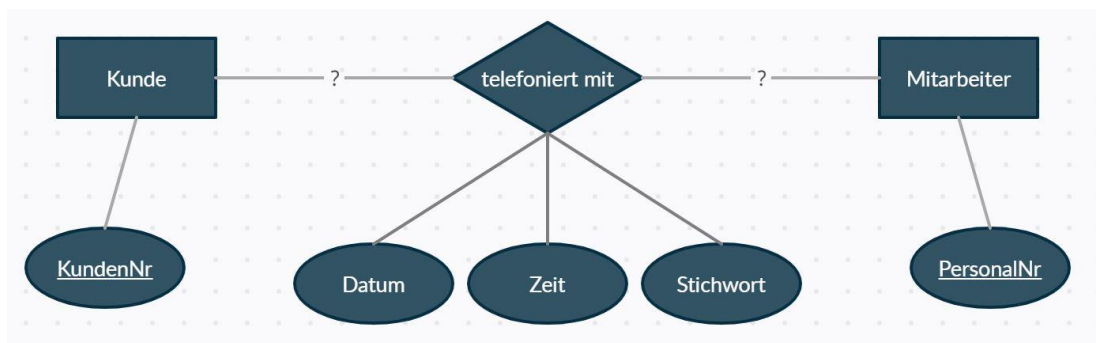 Kunde
?
telefoniert mit
?
Mitarbeiter
KundenNr
Datum
Zeit
Stichwort
PersonalNr